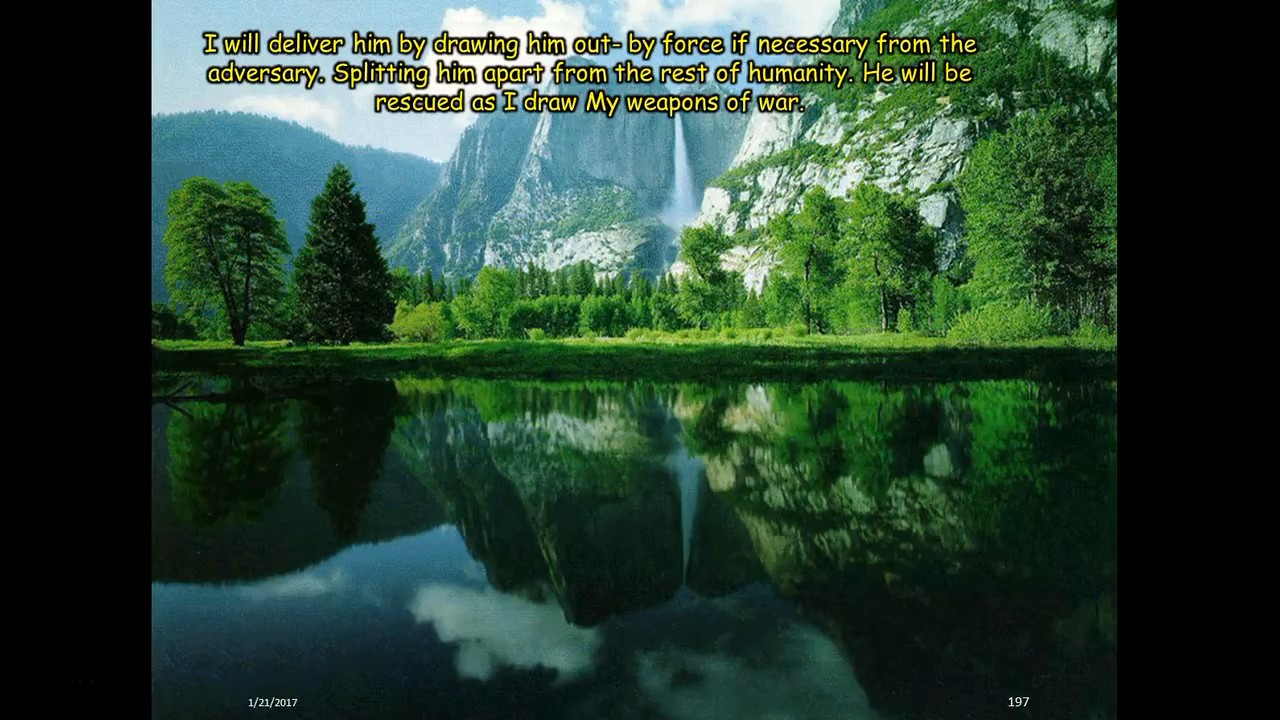 I will deliver him by drawing him out- by force if necessary from the
adversary. Splitting him apart from the rest of humanity. He will be
rescued as I draw My weapons of war.
1/21/2017
197